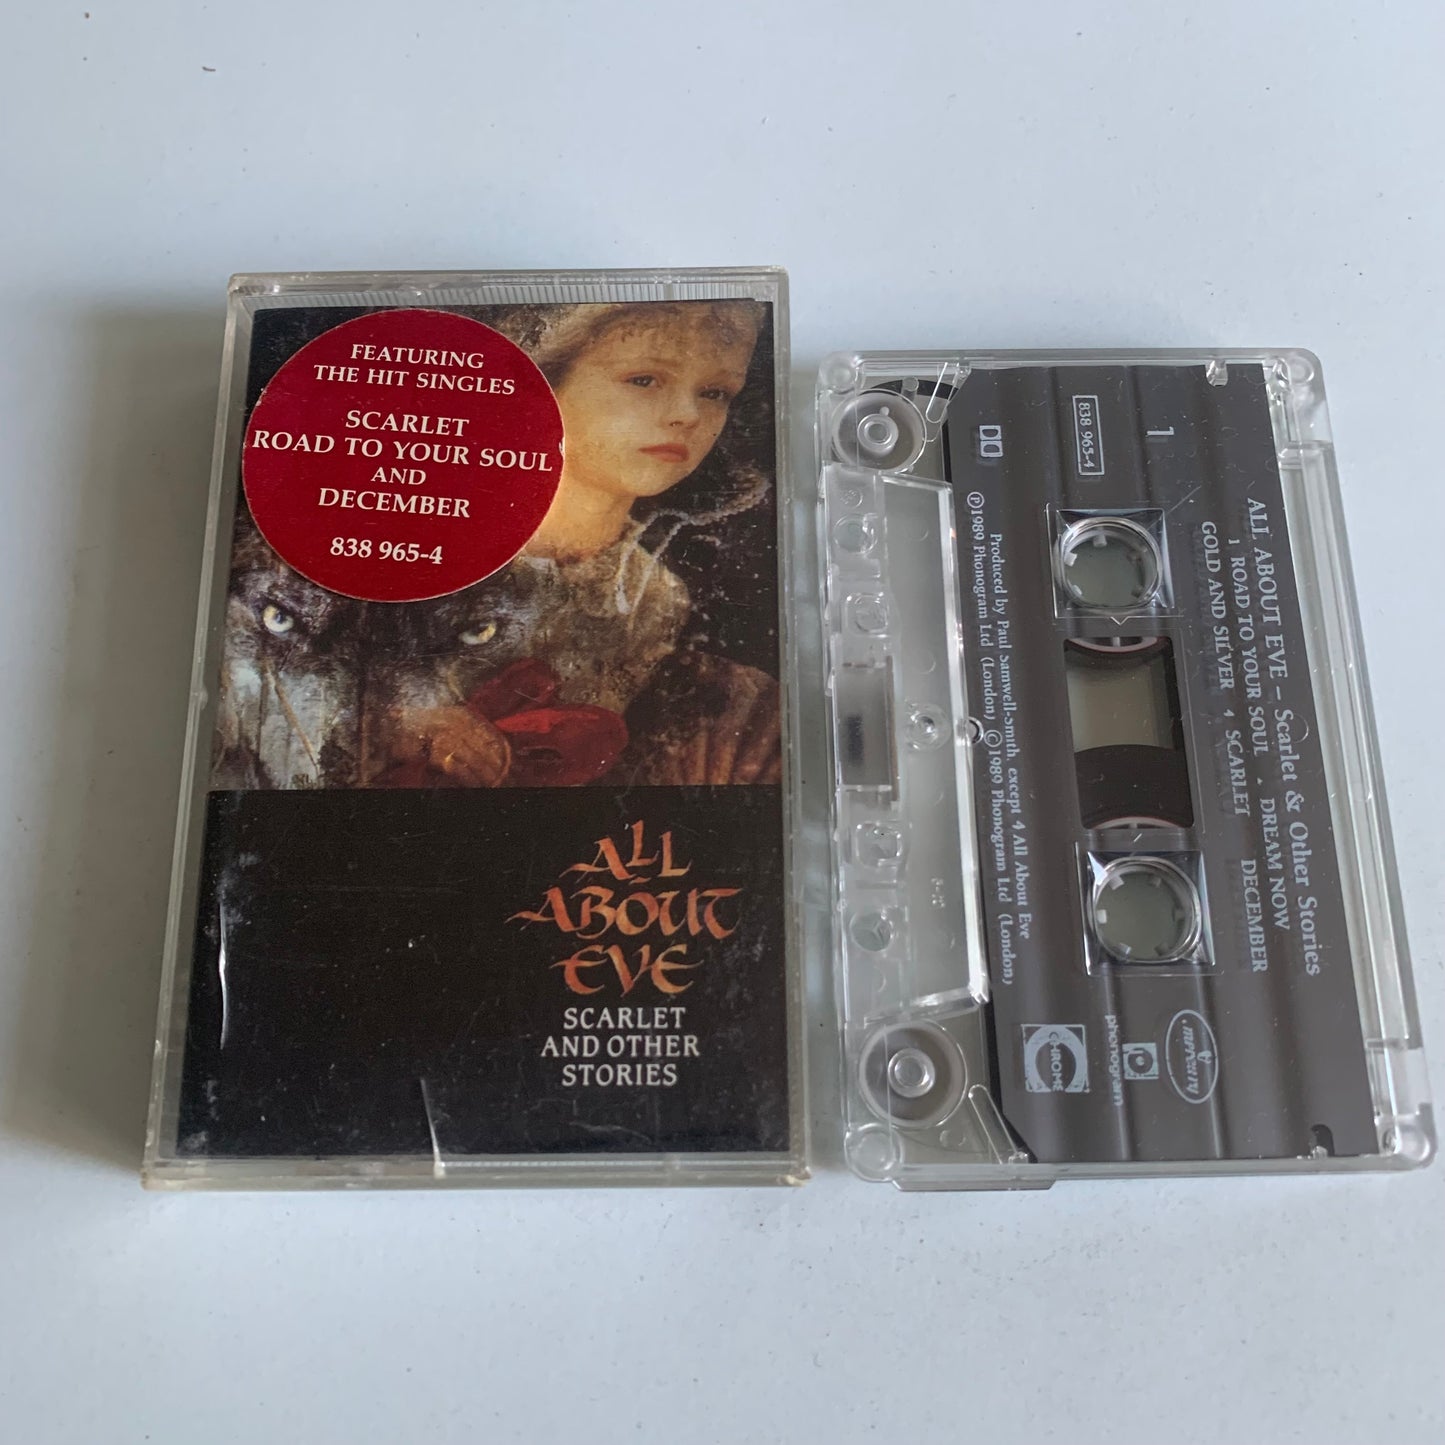 FEATURING
THE HIT SINGLES
SCARLET
ROAD TO YOUR SOUL
AND
DECEMBER
838 965-4
ALL
ABOUT
EVE
SCARLET
AND OTHER
STORIES
838 965-4
1
ALL ABOUT EVE – Scarlet & Other Stories
1 ROAD TO YOUR SOUL . DREAM NOW
GOLD AND SILVER 4 SCARLET DECEMBER
Produced by Paul Samwell-Smith, except 4 All About Eve
℗1989 Phonogram Ltd (London) ©1989 Phonogram Ltd (London)
CHROME
phonogram
mercury